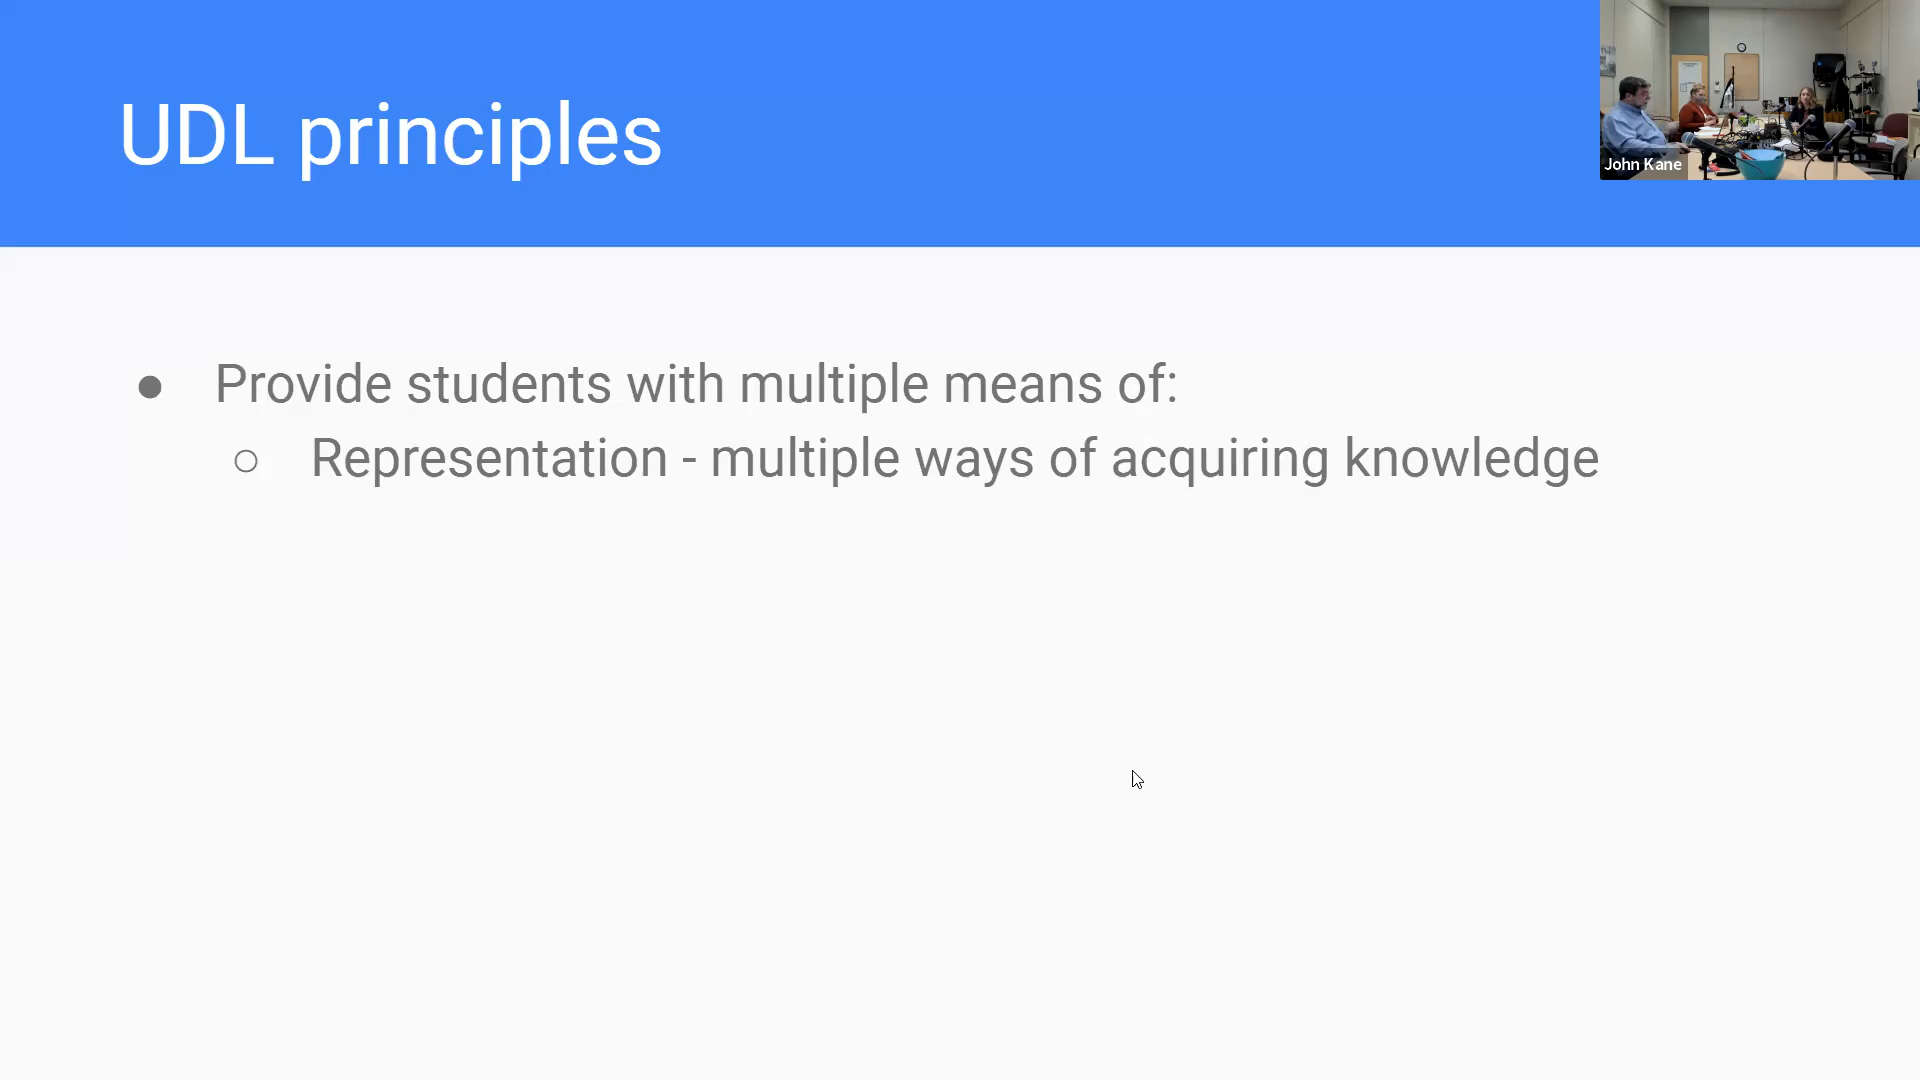 UDL principles
John Kane
● Provide students with multiple means of:
○ Representation - multiple ways of acquiring knowledge